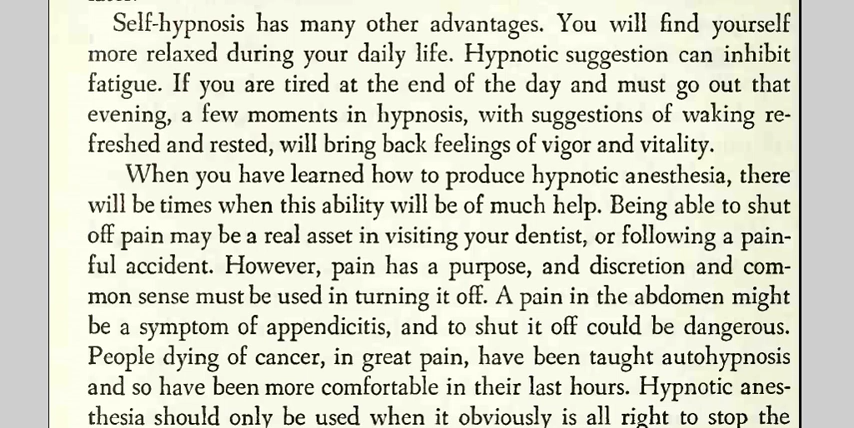 Self-hypnosis has many other advantages. You will find yourself
more relaxed during your daily life. Hypnotic suggestion can inhibit
fatigue. If you are tired at the end of the day and must go out that
evening, a few moments in hypnosis, with suggestions of waking re-
freshed and rested, will bring back feelings of vigor and vitality.
When you have learned how to produce hypnotic anesthesia, there
will be times when this ability will be of much help. Being able to shut
off pain may be a real asset in visiting your dentist, or following a pain-
ful accident. However, pain has a purpose, and discretion and com-
mon sense must be used in turning it off. A pain in the abdomen might
be a symptom of appendicitis, and to shut it off could be dangerous.
People dying of cancer, in great pain, have been taught autohypnosis
and so have been more comfortable in their last hours. Hypnotic anes-
thesia should only be used when it obviously is all right to stop the